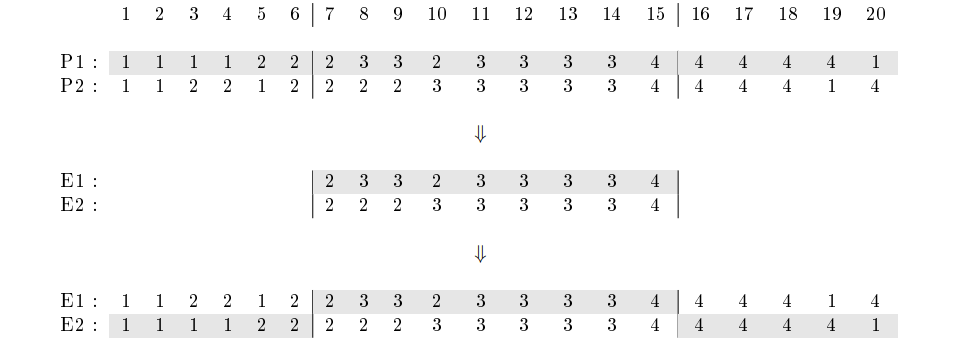 1 2 3 4 5 6 7 8 9 10 11 12 13 14 15 16 17 18 19 20
P1 : 1 1 1 1 2 2 2 3 3 2 3 3 3 3 4 4 4 4 4 1
P2 : 1 1 2 2 1 2 2 2 2 3 3 3 3 3 4 4 4 4 1 4
⇓
E1 : 2 3 3 2 3 3 3 3 4
E2 : 2 2 2 3 3 3 3 3 4
⇓
E1 : 1 1 2 2 1 2 2 3 3 2 3 3 3 3 4 4 4 4 1 4
E2 : 1 1 1 1 2 2 2 2 2 3 3 3 3 3 4 4 4 4 4 1